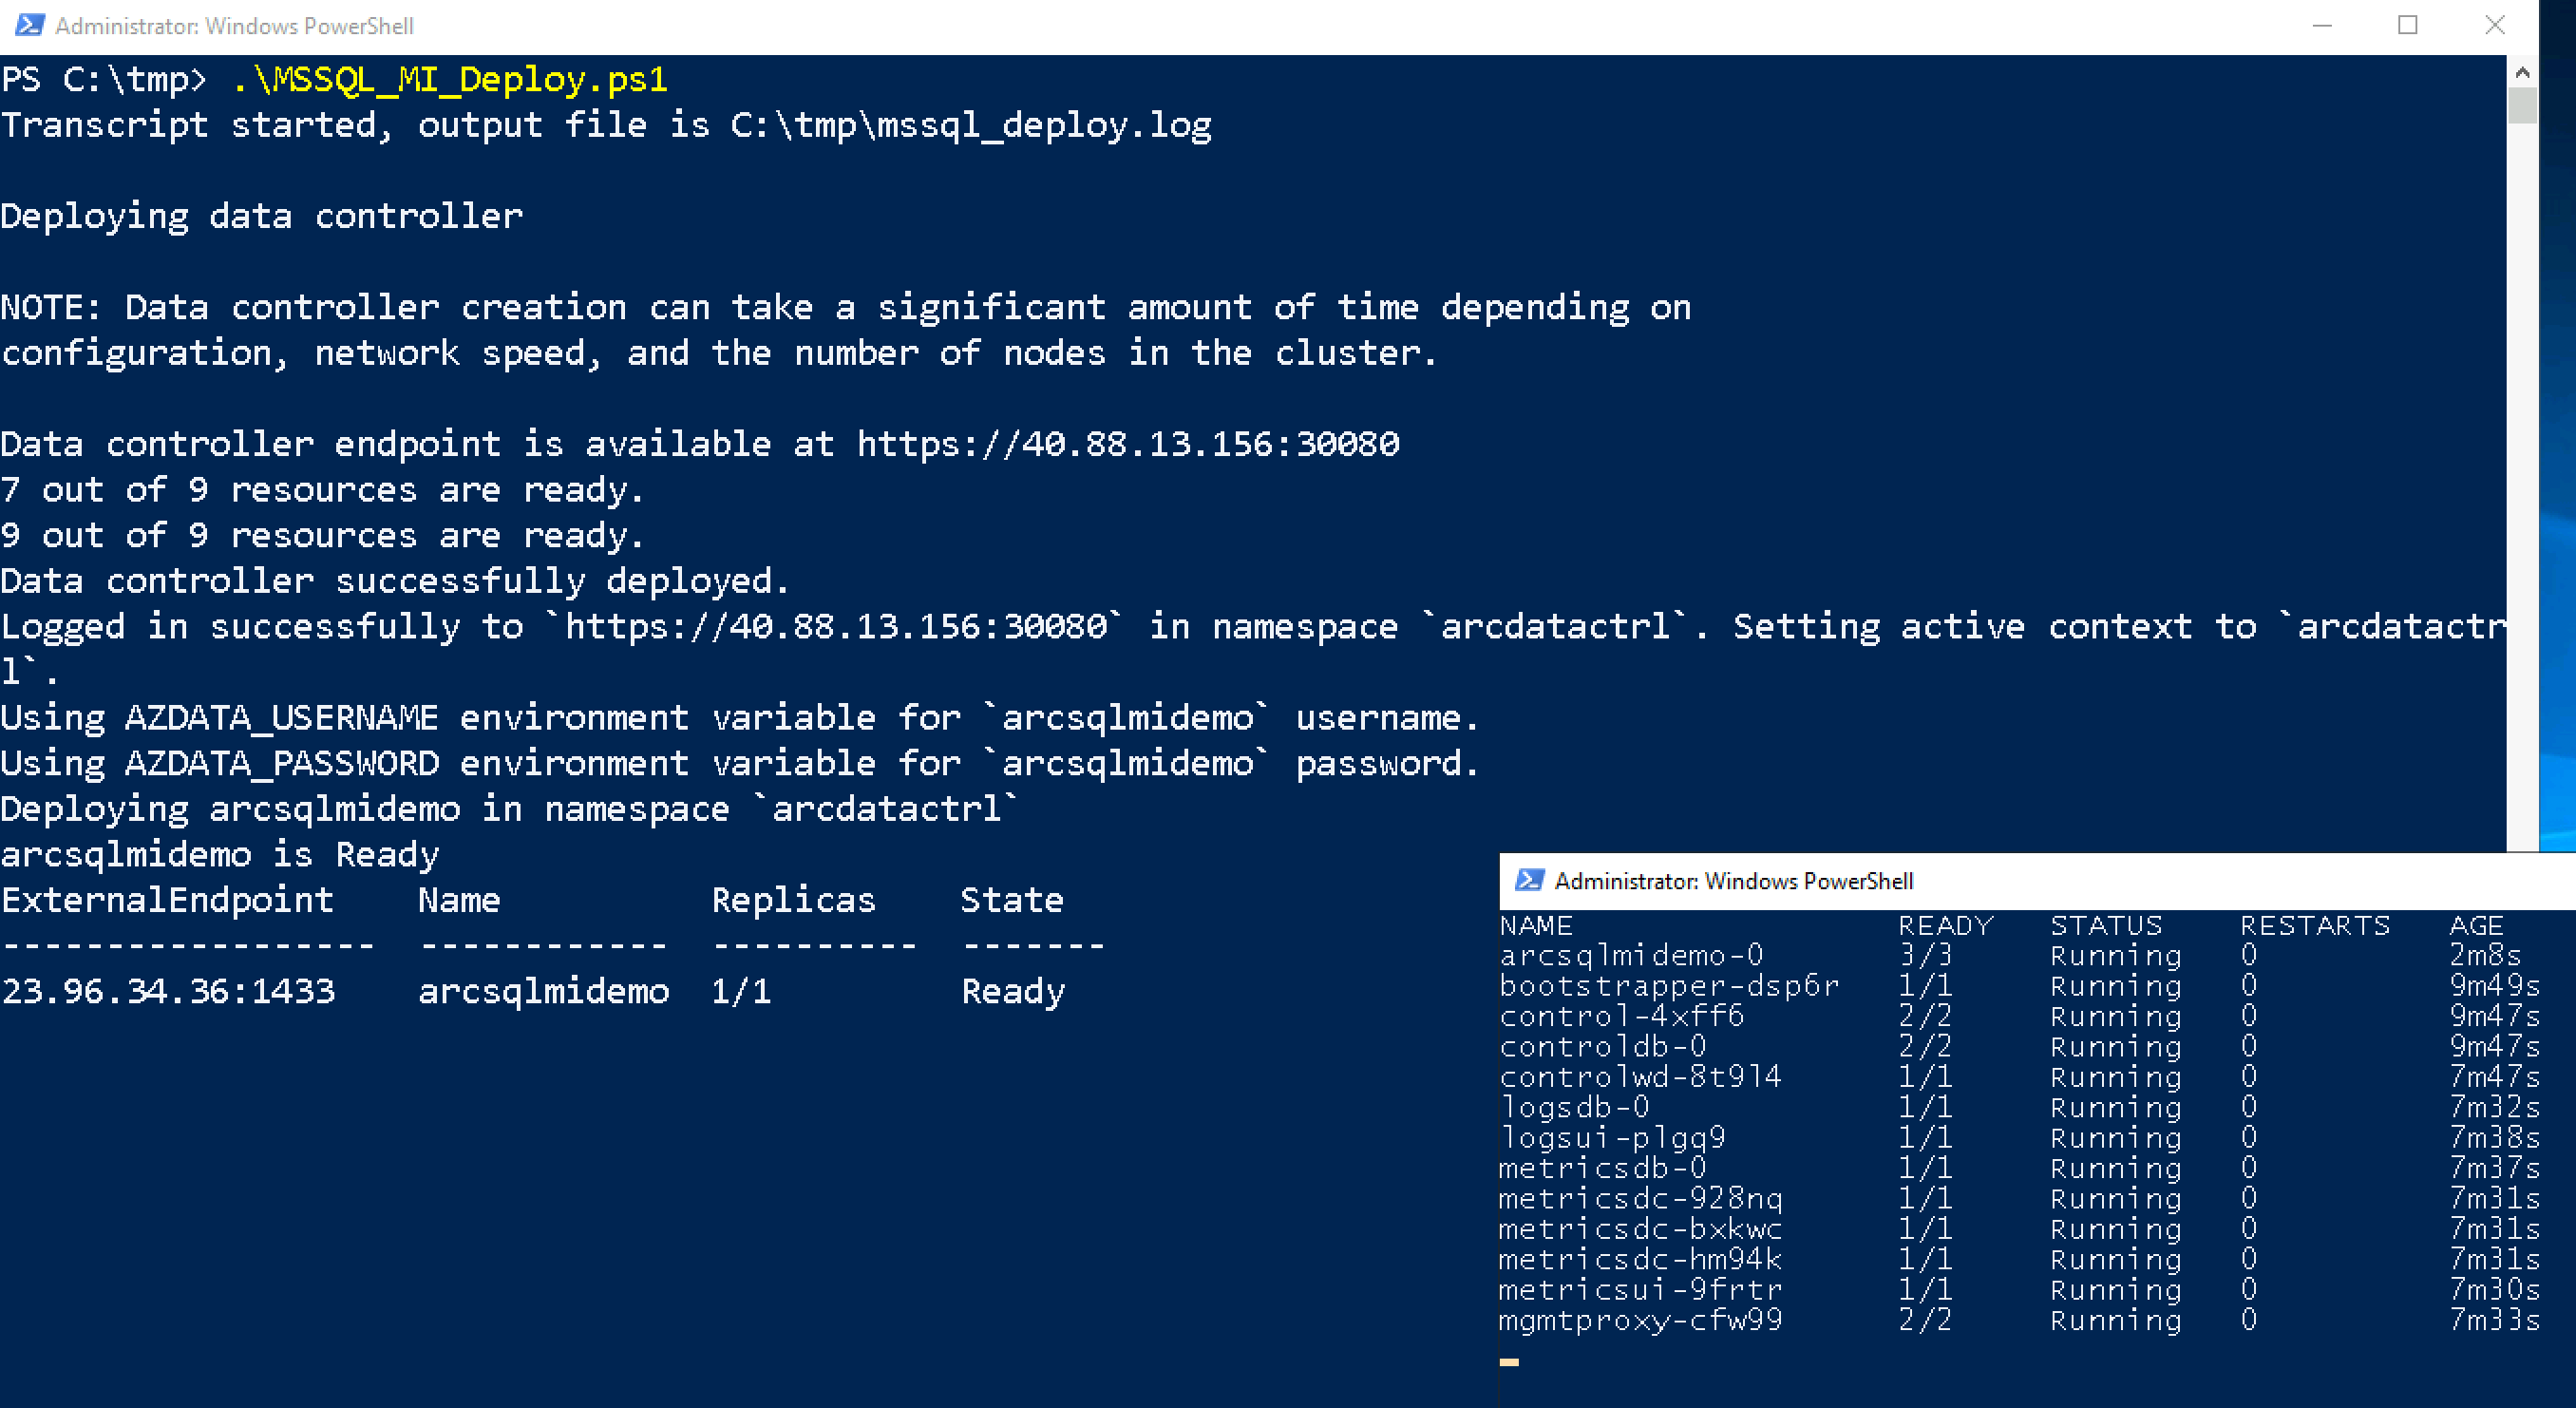 Administrator: Windows PowerShell
PS C:\tmp> .\MSSQL_MI_Deploy.ps1
Transcript started, output file is C:\tmp\mssql_deploy.log
Deploying data controller
NOTE: Data controller creation can take a significant amount of time depending on
configuration, network speed, and the number of nodes in the cluster.
Data controller endpoint is available at https://40.88.13.156:30080
7 out of 9 resources are ready.
9 out of 9 resources are ready.
Data controller successfully deployed.
Logged in successfully to `https://40.88.13.156:30080` in namespace `arcdatactrl`. Setting active context to `arcdatactr
l`.
Using AZDATA_USERNAME environment variable for `arcsqlmidemo` username.
Using AZDATA_PASSWORD environment variable for `arcsqlmidemo` password.
Deploying arcsqlmidemo in namespace `arcdatactrl`
arcsqlmidemo is Ready
ExternalEndpoint    Name          Replicas    State
------------------  ------------  ----------  -------
23.96.34.36:1433    arcsqlmidemo  1/1         Ready
Administrator: Windows PowerShell
NAME                 READY   STATUS    RESTARTS   AGE
arcsqlmidemo-0       3/3     Running   0          2m8s
bootstrapper-dsp6r   1/1     Running   0          9m49s
control-4xff6        2/2     Running   0          9m47s
controldb-0          2/2     Running   0          9m47s
controlwd-8t9l4      1/1     Running   0          7m47s
logsdb-0             1/1     Running   0          7m32s
logsui-plgq9         1/1     Running   0          7m38s
metricsdb-0          1/1     Running   0          7m37s
metricsdc-928nq      1/1     Running   0          7m31s
metricsdc-bxkwc      1/1     Running   0          7m31s
metricsdc-hm94k      1/1     Running   0          7m31s
metricsui-9frtr      1/1     Running   0          7m30s
mgmtproxy-cfw99      2/2     Running   0          7m33s